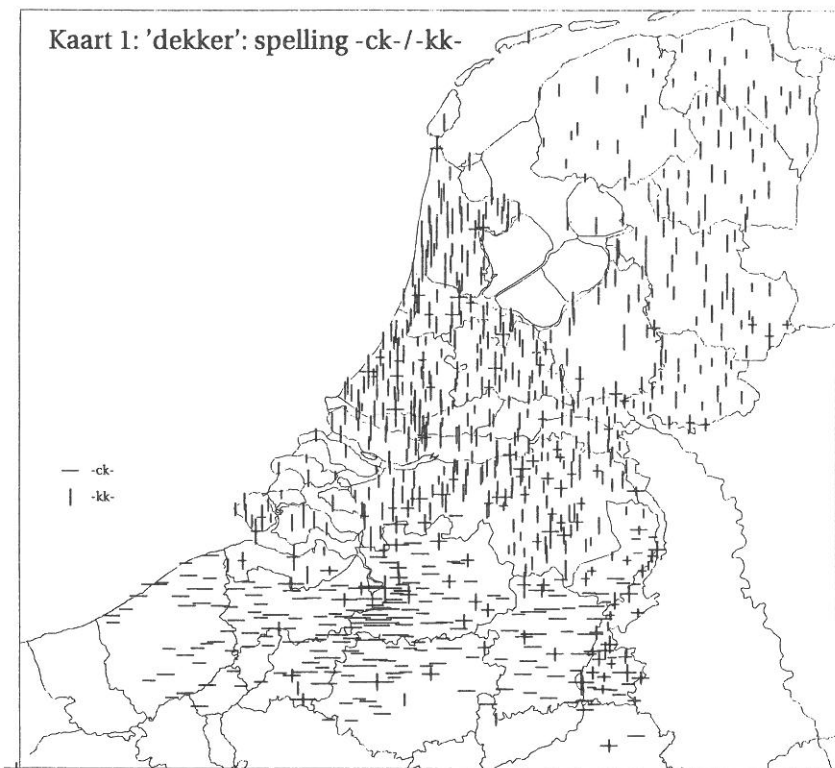 Kaart 1: 'dekker': spelling -ck-/-kk-
— -ck-
| -kk-